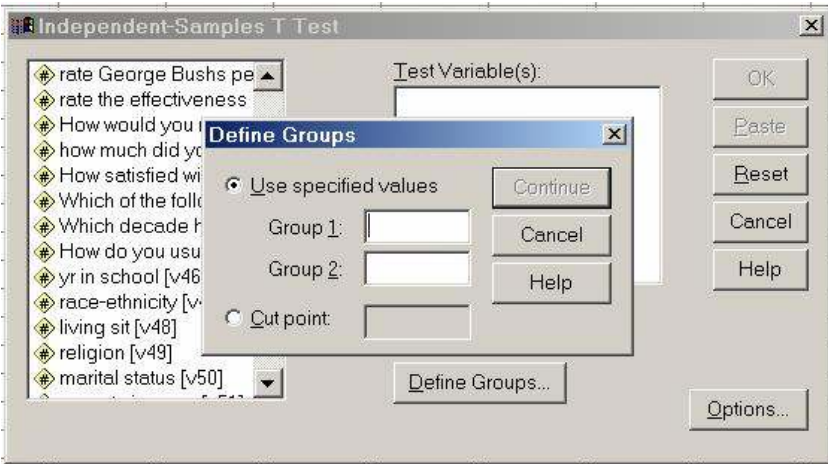 Independent-Samples T Test
rate George Bushs pe
rate the effectiveness
How would you
how much did yo
How satisfied wi
Which of the follo
Which decade h
How do you usu
yr in school [v46
race-ethnicity [v
living sit [v48]
religion [v49]
marital status [v50]
Test Variable(s):
OK
Paste
Reset
Cancel
Help
Define Groups
Use specified values
Group 1:
Group 2:
Cut point:
Continue
Cancel
Help
Define Groups...
Options...